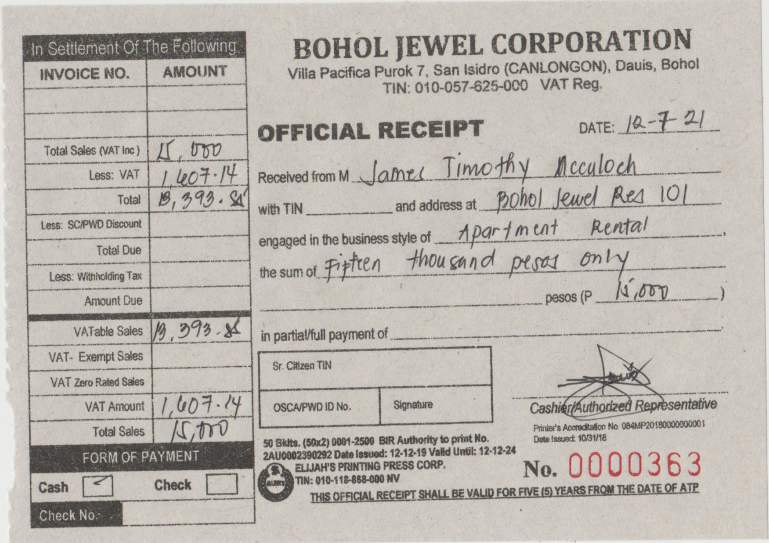 In Settlement Of The Following
INVOICE NO. AMOUNT
Total Sales (VAT Inc) 15,000
Less: VAT 1,607.14
Total 13,393.
Less: SC/PWD Discount
Total Due
Less: Withholding Tax
Amount Due
VATable Sales 13,393.
VAT- Exempt Sales
VAT Zero Rated Sales
VAT Amount 1,607.14
Total Sales 15,000
FORM OF PAYMENT
Cash Check
Check No.
BOHOL JEWEL CORPORATION
Villa Pacifica Purok 7, San Isidro (CANLONGON), Dauis, Bohol
TIN: 010-057-625-000 VAT Reg.
OFFICIAL RECEIPT DATE: 12-7-21
Received from M James Timothy Mcculoch
with TIN and address at Bohol Jewel Res 101
engaged in the business style of Apartment Rental,
the sum of Fifteen thousand pesos only
pesos (P 15,000)
in partial/full payment of
Sr. Citizen TIN
OSCA/PWD ID No. Signature
Cashier/Authorized Representative
Printer's Accreditation No. 084MP20180000000001
Date Issued: 10/31/18
50 Bklts. (50x2) 0001-2500 BIR Authority to print No.
2AU0002390292 Date Issued: 12-12-19 Valid Until: 12-12-24
ELIJAH'S PRINTING PRESS CORP.
TIN: 010-118-868-000 NV
No. 0000363
THIS OFFICIAL RECEIPT SHALL BE VALID FOR FIVE (5) YEARS FROM THE DATE OF ATP